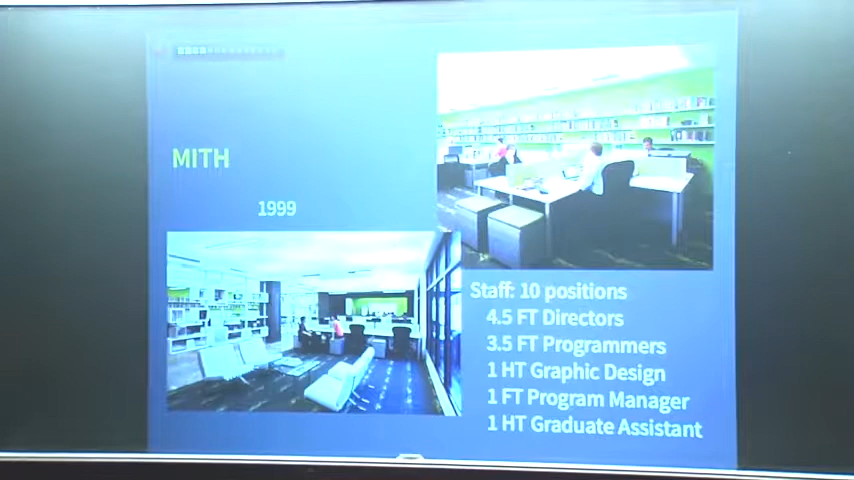 MITH
1999
Staff: 10 positions
4.5 FT Directors
3.5 FT Programmers
1 HT Graphic Design
1 FT Program Manager
1 HT Graduate Assistant